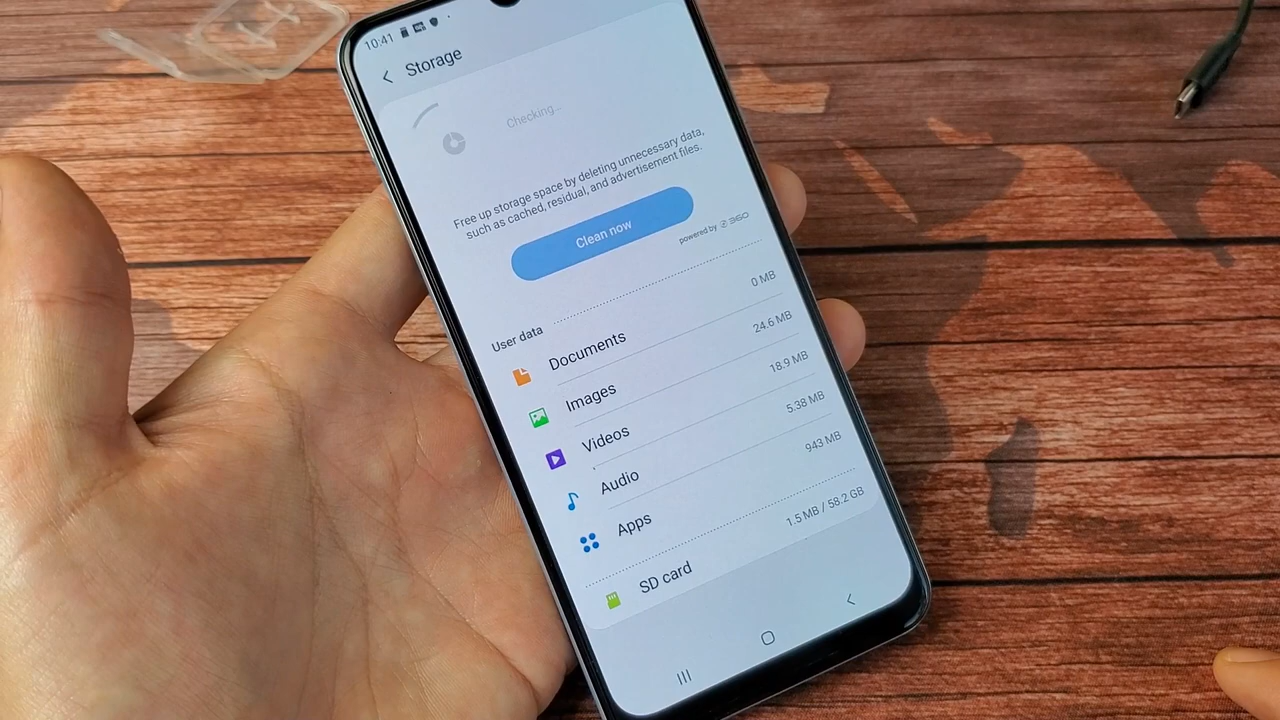 10:41
Storage
Checking...
Free up storage space by deleting unnecessary data,
such as cached, residual, and advertisement files.
Clean now
powered by 360
User data
Documents 0 MB
Images 24.6 MB
Videos 18.9 MB
Audio 5.38 MB
Apps 943 MB
SD card 1.5 MB / 58.2 GB